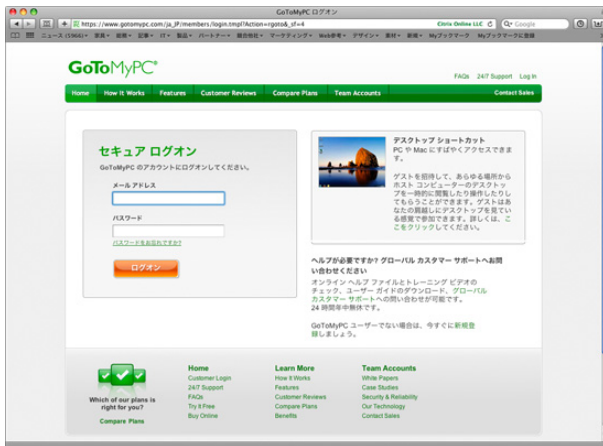 GoToMyPC ログイン
https://www.gotomypc.com/ja_JP/members/login.tmpl?Action=rgoto&_sf=4
Citrix Online LLC
Google
GoToMyPC
FAQs 24/7 Support Log In
Home How It Works Features Customer Reviews Compare Plans Team Accounts Contact Sales
セキュア ログオン
GoToMyPC のアカウントにログオンしてください。
メール アドレス
パスワード
パスワードをお忘れですか?
ログオン
デスクトップ ショートカット
PC や Mac にすばやくアクセスできま
す。
ゲストを招待して、あらゆる場所から
ホスト コンピューターのデスクトッ
プを一時的に閲覧したり操作したりし
てもらうことができます。ゲストはあ
なたの肩越しにデスクトップを見てい
る感覚で参加できます。詳しくは、こ
こをクリックしてください。
ヘルプが必要ですか? グローバル カスタマー サポートへお問
い合わせください
オンライン ヘルプ ファイルとトレーニング ビデオの
チェック、ユーザー ガイドのダウンロード、グローバル
カスタマー サポートへの問い合わせが可能です。
24 時間年中無休です。
GoToMyPC ユーザーでない場合は、今すぐに新規登
録しましょう。
Which of our plans is
right for you?
Compare Plans
Home
Customer Login
24/7 Support
FAQs
Try It Free
Buy Online
Learn More
How It Works
Features
Customer Reviews
Compare Plans
Benefits
Team Accounts
White Papers
Case Studies
Security & Reliability
Our Technology
Contact Sales